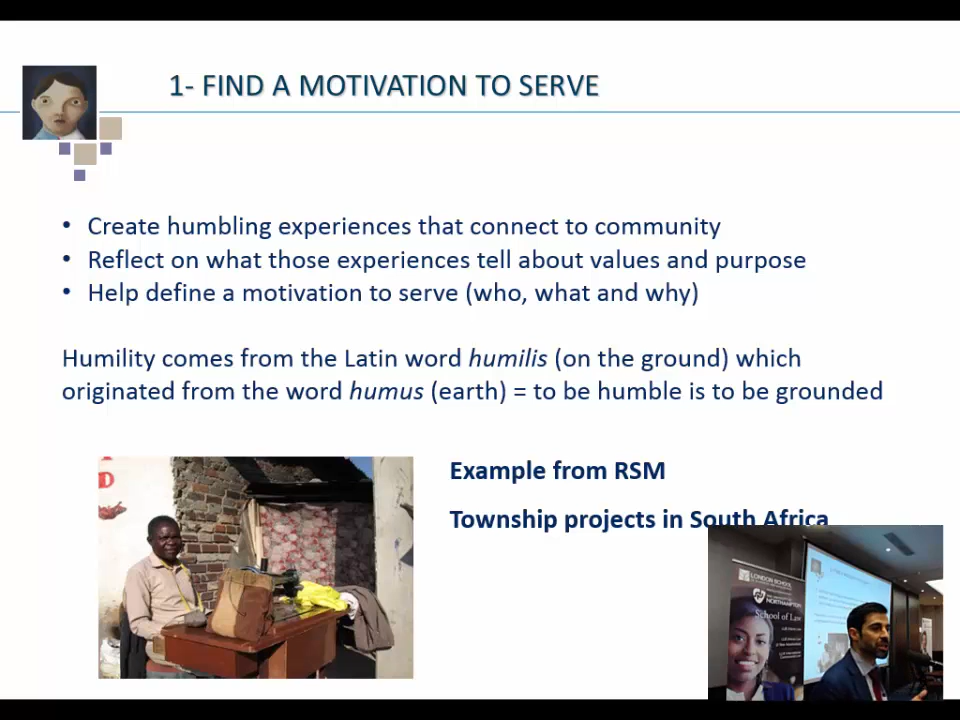 1- FIND A MOTIVATION TO SERVE
• Create humbling experiences that connect to community
• Reflect on what those experiences tell about values and purpose
• Help define a motivation to serve (who, what and why)
Humility comes from the Latin word humilis (on the ground) which
originated from the word humus (earth) = to be humble is to be grounded
D
Example from RSM
Township projects in South Africa
LONDON SCHOOL
NORTHAMPTON
School of Law